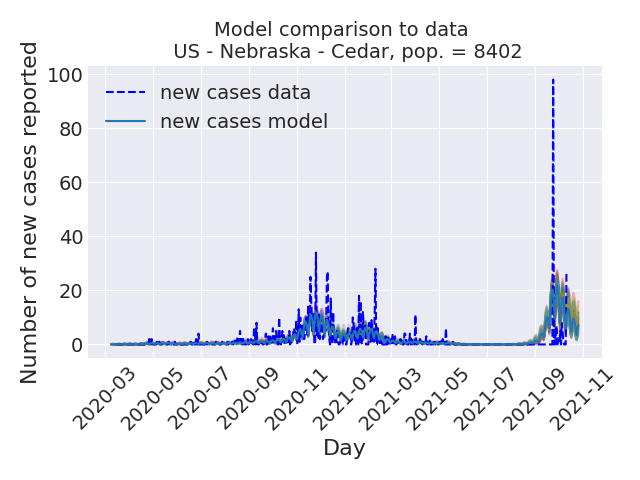 Model comparison to data
US - Nebraska - Cedar, pop. = 8402
Number of new cases reported
100
80
60
40
20
0
new cases data
new cases model
2020-03
2020-05
2020-07
2020-09
2020-11
2021-01
2021-03
2021-05
2021-07
2021-09
2021-11
Day